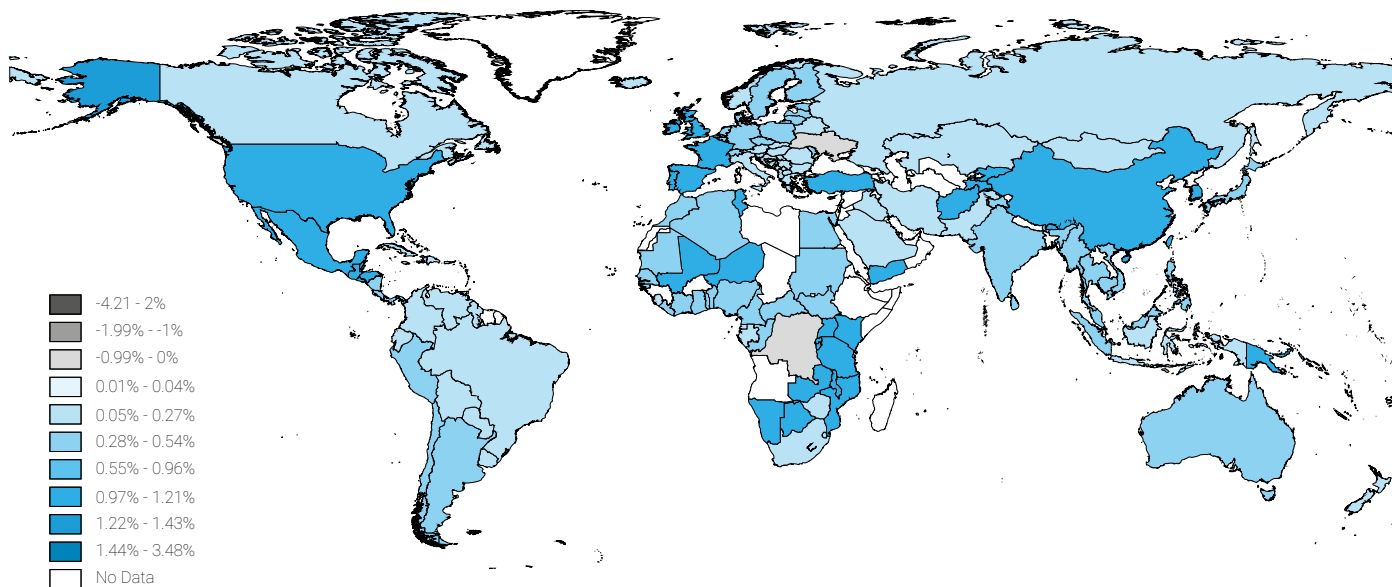 -4.21 - 2%
-1.99% - -1%
-0.99% - 0%
0.01% - 0.04%
0.05% - 0.27%
0.28% - 0.54%
0.55% - 0.96%
0.97% - 1.21%
1.22% - 1.43%
1.44% - 3.48%
No Data